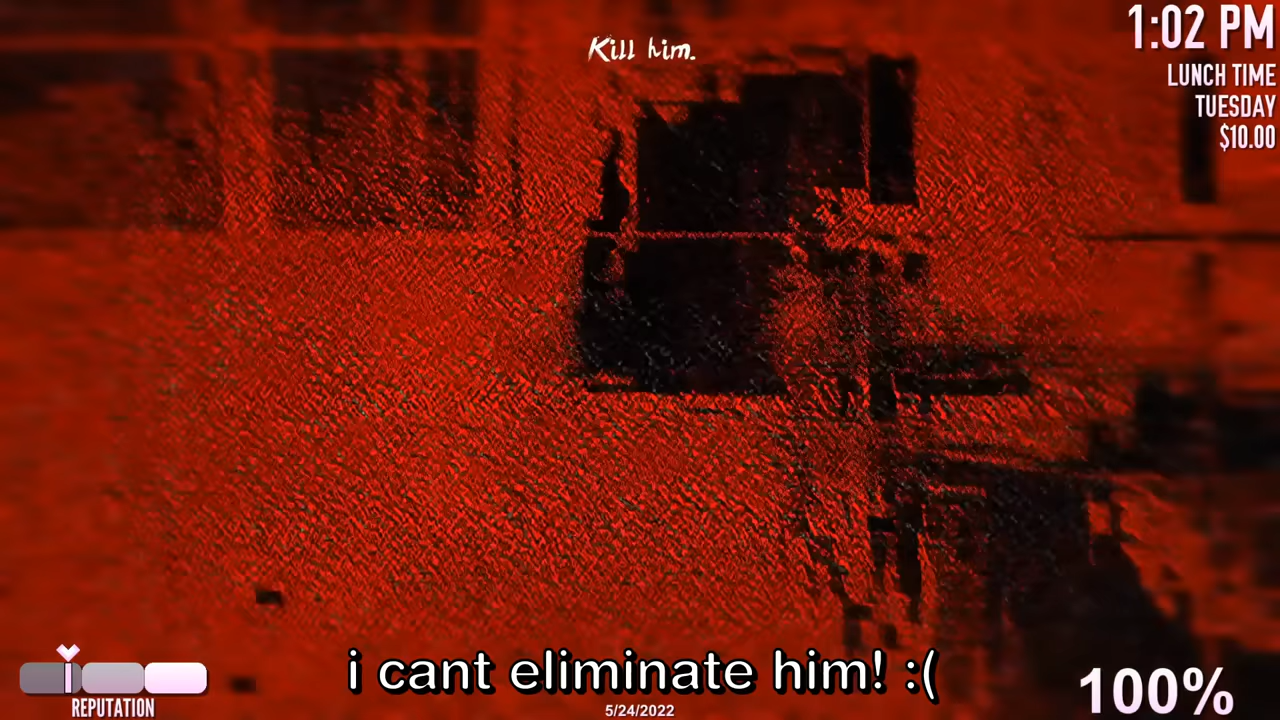 Kill him.
1:02 PM
LUNCH TIME
TUESDAY
$10.00
i cant eliminate him! :(
REPUTATION
5/24/2022
100%